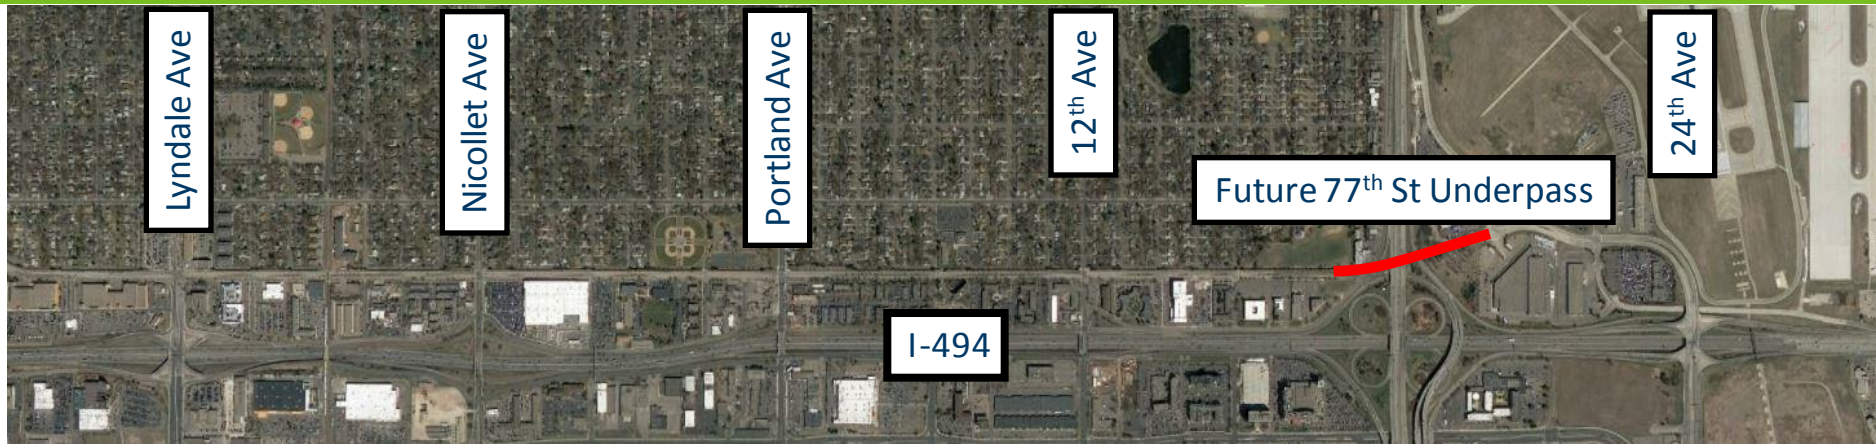 Lyndale Ave
Nicollet Ave
Portland Ave
12th Ave
24th Ave
Future 77th St Underpass
I-494